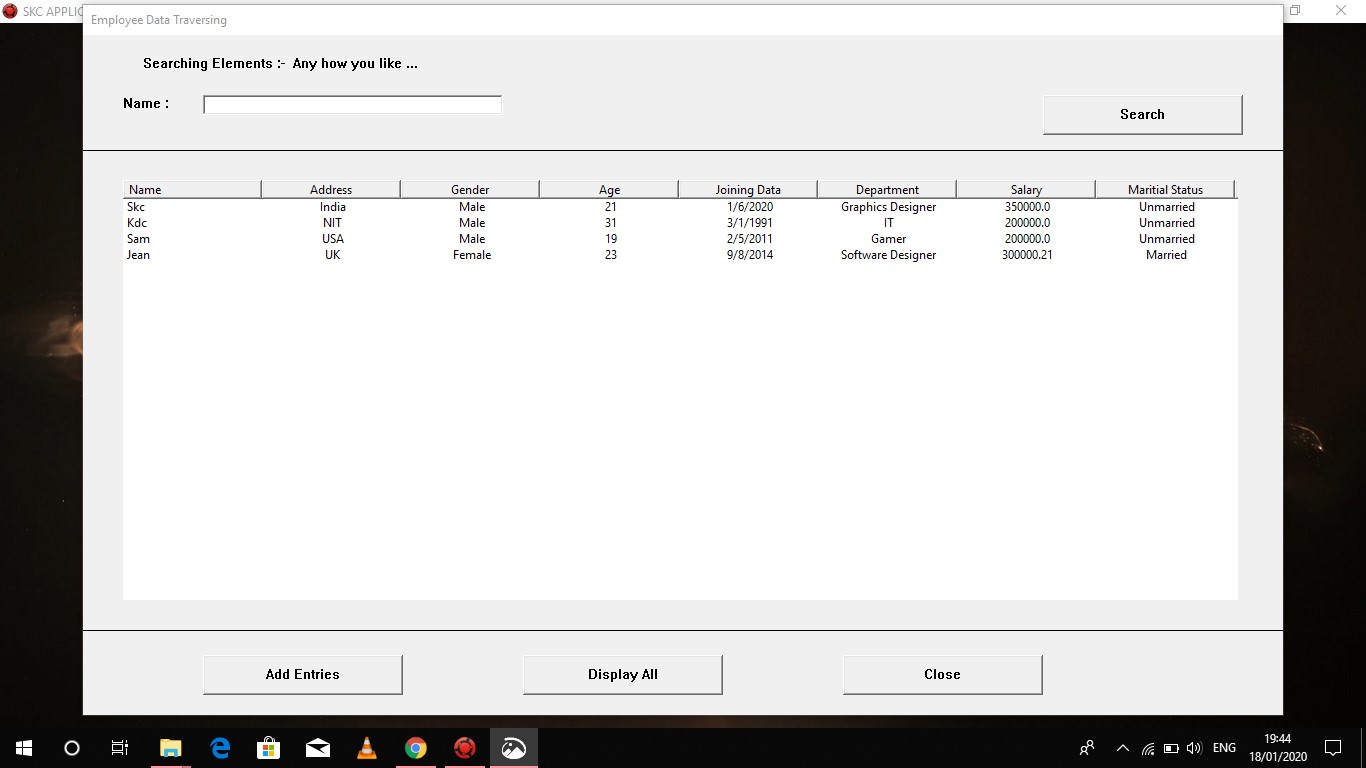 SKC APPLIC
Employee Data Traversing
Searching Elements :- Any how you like ...
Name :
Search
Name Address Gender Age Joining Data Department Salary Maritial Status
Skc India Male 21 1/6/2020 Graphics Designer 350000.0 Unmarried
Kdc NIT Male 31 3/1/1991 IT 200000.0 Unmarried
Sam USA Male 19 2/5/2011 Gamer 200000.0 Unmarried
Jean UK Female 23 9/8/2014 Software Designer 300000.21 Married
Add Entries Display All Close
ENG 19:44
18/01/2020